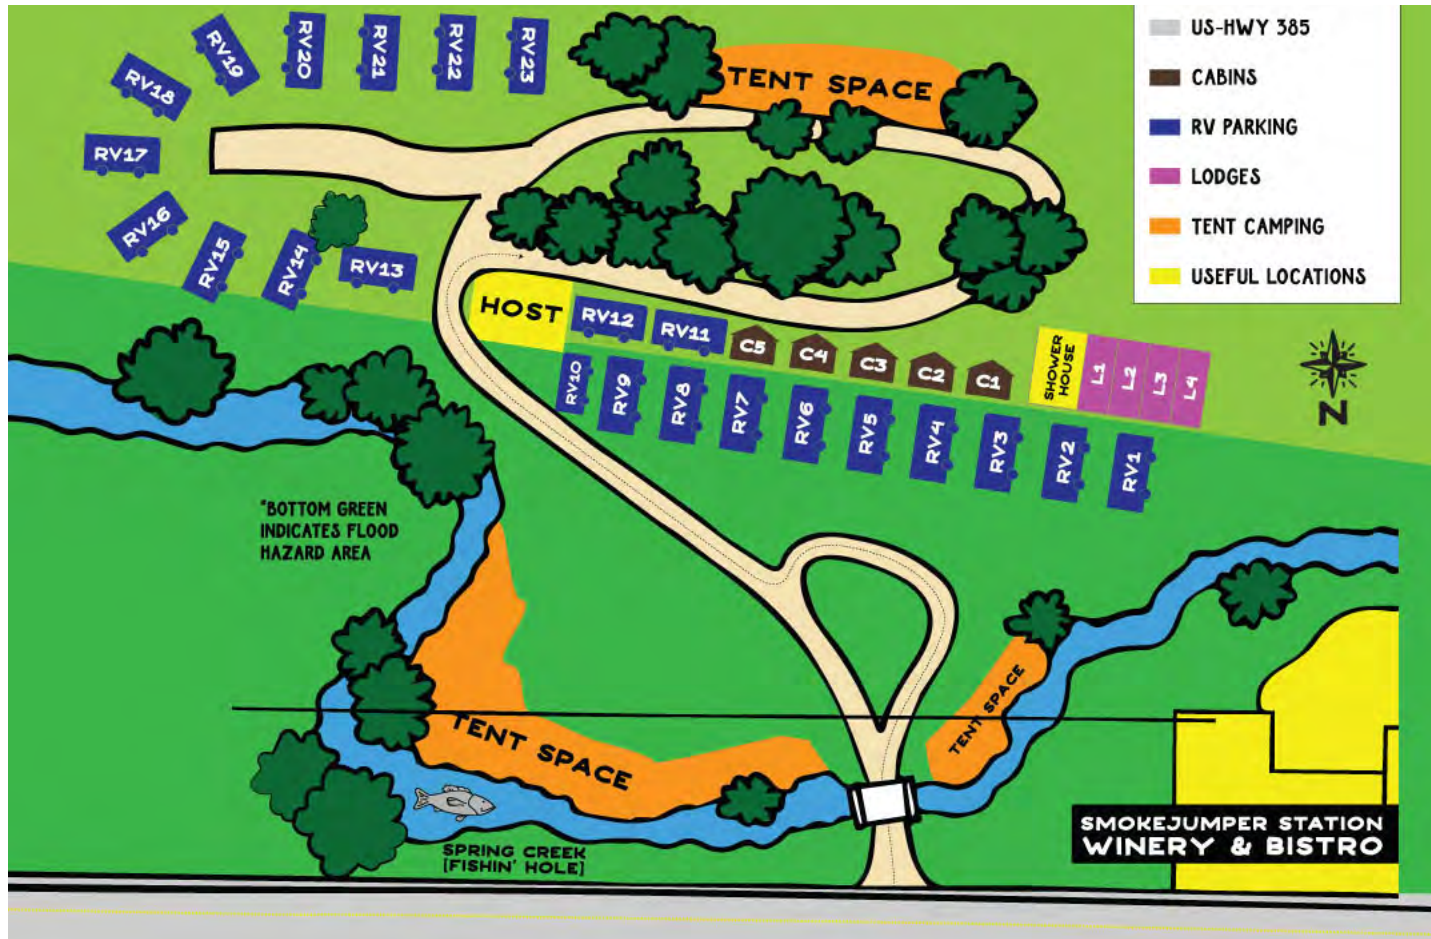 US-HWY 385
CABINS
RV PARKING
LODGES
TENT CAMPING
USEFUL LOCATIONS
N
RV19
RV20
RV21
RV22
RV23
RV18
RV17
RV16
RV15
RV14
RV13
TENT SPACE
HOST
RV12
RV11
C5
C4
C3
C2
C1
SHOWER
HOUSE
L1
L2
L3
L4
RV10
RV9
RV8
RV7
RV6
RV5
RV4
RV3
RV2
RV1
*BOTTOM GREEN
INDICATES FLOOD
HAZARD AREA
TENT SPACE
TENT SPACE
SPRING CREEK
[FISHIN' HOLE]
SMOKEJUMPER STATION
WINERY & BISTRO